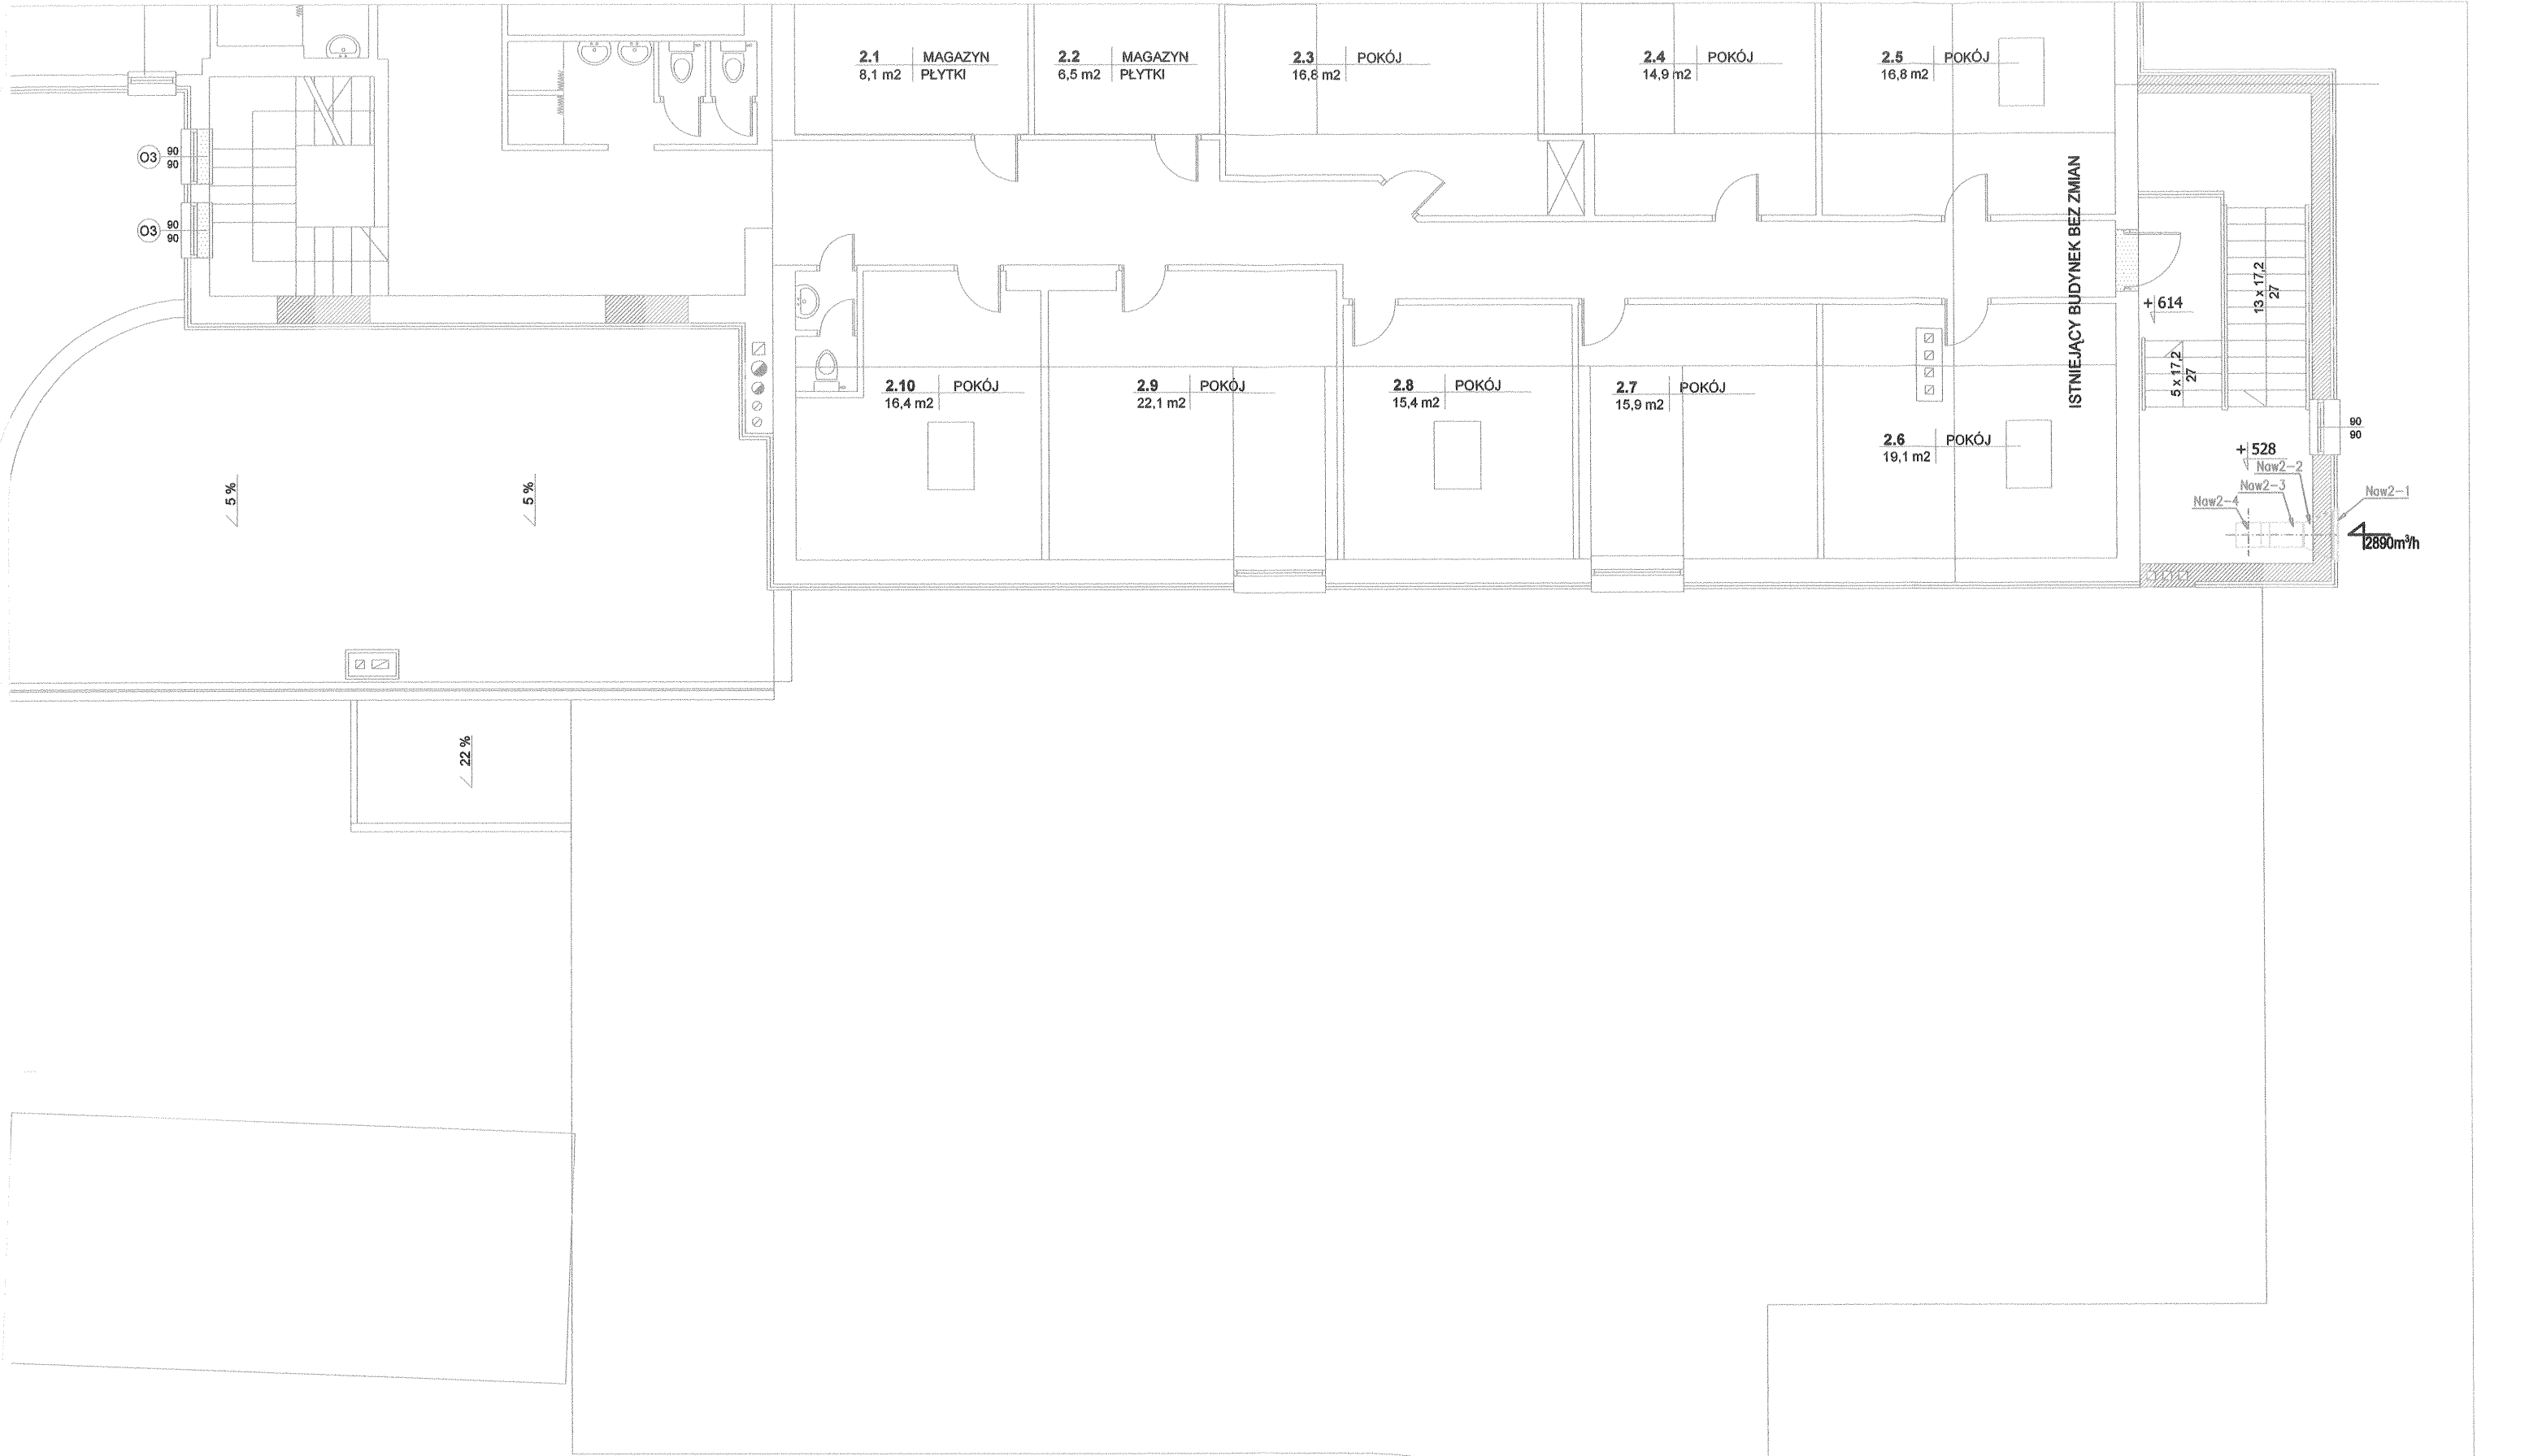 2.1 MAGAZYN
8,1 m2 PŁYTKI
2.2 MAGAZYN
6,5 m2 PŁYTKI
2.3 POKÓJ
16,8 m2
2.4 POKÓJ
14,9 m2
2.5 POKÓJ
16,8 m2
O3 90
90
O3 90
90
ISTNIEJĄCY BUDYNEK BEZ ZMIAN
13 x 17,2
27
+ 614
5 x 17,2
27
2.10 POKÓJ
16,4 m2
2.9 POKÓJ
22,1 m2
2.8 POKÓJ
15,4 m2
2.7 POKÓJ
15,9 m2
2.6 POKÓJ
19,1 m2
90
90
+ 528
Naw2-2
Naw2-3
Naw2-4
Naw2-1
2890m³/h
5 %
5 %
22 %